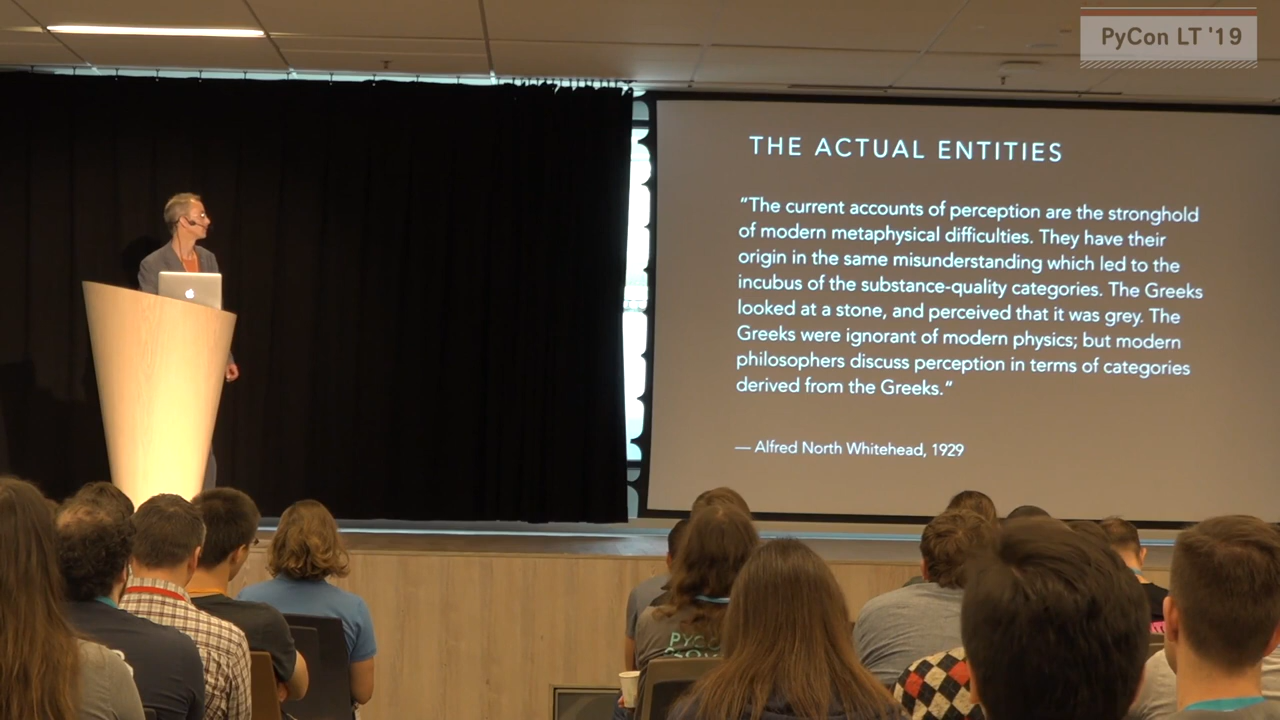 PyCon LT '19
THE ACTUAL ENTITIES
“The current accounts of perception are the stronghold
of modern metaphysical difficulties. They have their
origin in the same misunderstanding which led to the
incubus of the substance-quality categories. The Greeks
looked at a stone, and perceived that it was grey. The
Greeks were ignorant of modern physics; but modern
philosophers discuss perception in terms of categories
derived from the Greeks.“
— Alfred North Whitehead, 1929